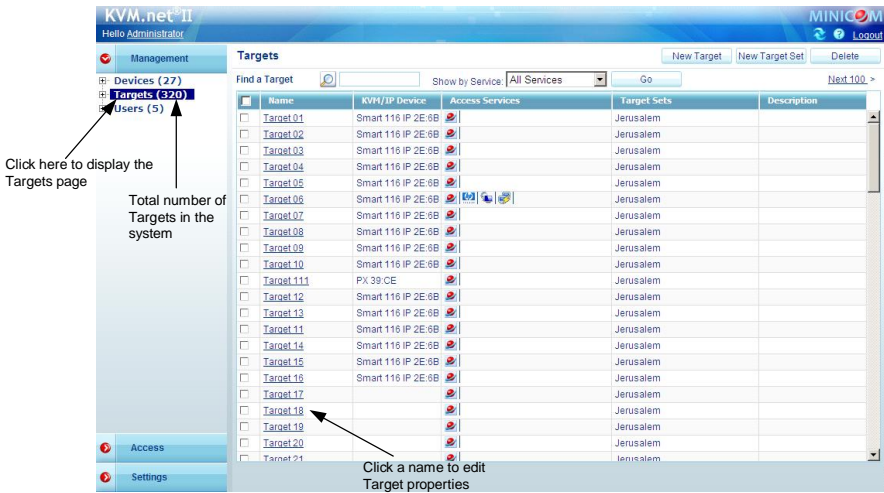 KVM.net®II
MINICOM
Hello Administrator
Logout
Management
Targets
New Target
New Target Set
Delete
Devices (27)
Targets (320)
Users (5)
Find a Target
Show by Service: All Services
Go
Next 100 >
Name KVM/IP Device Access Services Target Sets Description
Target 01 Smart 116 IP 2E:6B Jerusalem
Target 02 Smart 116 IP 2E:6B Jerusalem
Target 03 Smart 116 IP 2E:6B Jerusalem
Target 04 Smart 116 IP 2E:6B Jerusalem
Target 05 Smart 116 IP 2E:6B Jerusalem
Target 06 Smart 116 IP 2E:6B Jerusalem
Target 07 Smart 116 IP 2E:6B Jerusalem
Target 08 Smart 116 IP 2E:6B Jerusalem
Target 09 Smart 116 IP 2E:6B Jerusalem
Target 10 Smart 116 IP 2E:6B Jerusalem
Target 111 PX 39:CE Jerusalem
Target 12 Smart 116 IP 2E:6B Jerusalem
Target 13 Smart 116 IP 2E:6B Jerusalem
Target 11 Smart 116 IP 2E:6B Jerusalem
Target 14 Smart 116 IP 2E:6B Jerusalem
Target 15 Smart 116 IP 2E:6B Jerusalem
Target 16 Smart 116 IP 2E:6B Jerusalem
Target 17 Jerusalem
Target 18 Jerusalem
Target 19 Jerusalem
Target 20 Jerusalem
Target 21 Jerusalem
Click here to display the
Targets page
Total number of
Targets in the
system
Access
Settings
Click a name to edit
Target properties